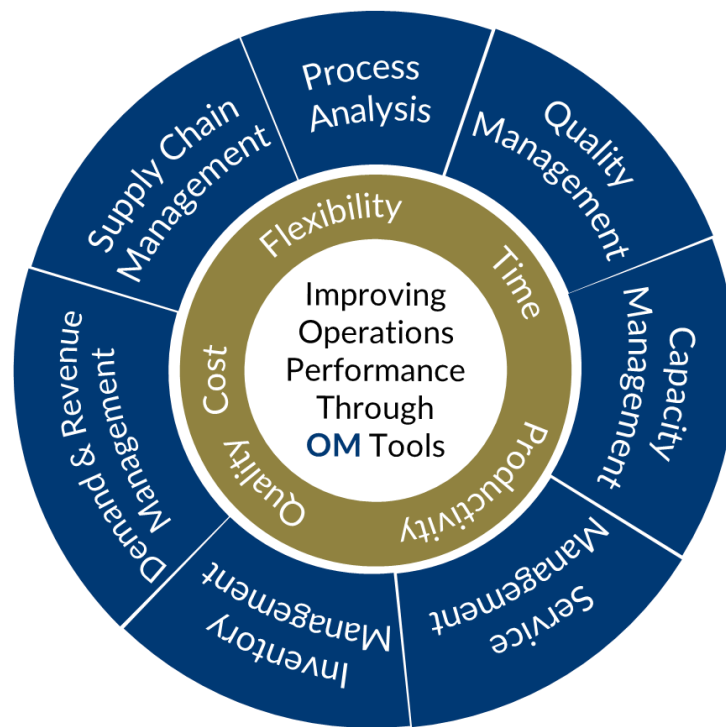 Process
Analysis
Quality
Management
Capacity
Management
Service
Management
Inventory
Management
Demand & Revenue
Management
Supply Chain
Management
Flexibility
Time
Productivity
Quality
Cost
Improving
Operations
Performance
Through
OM Tools